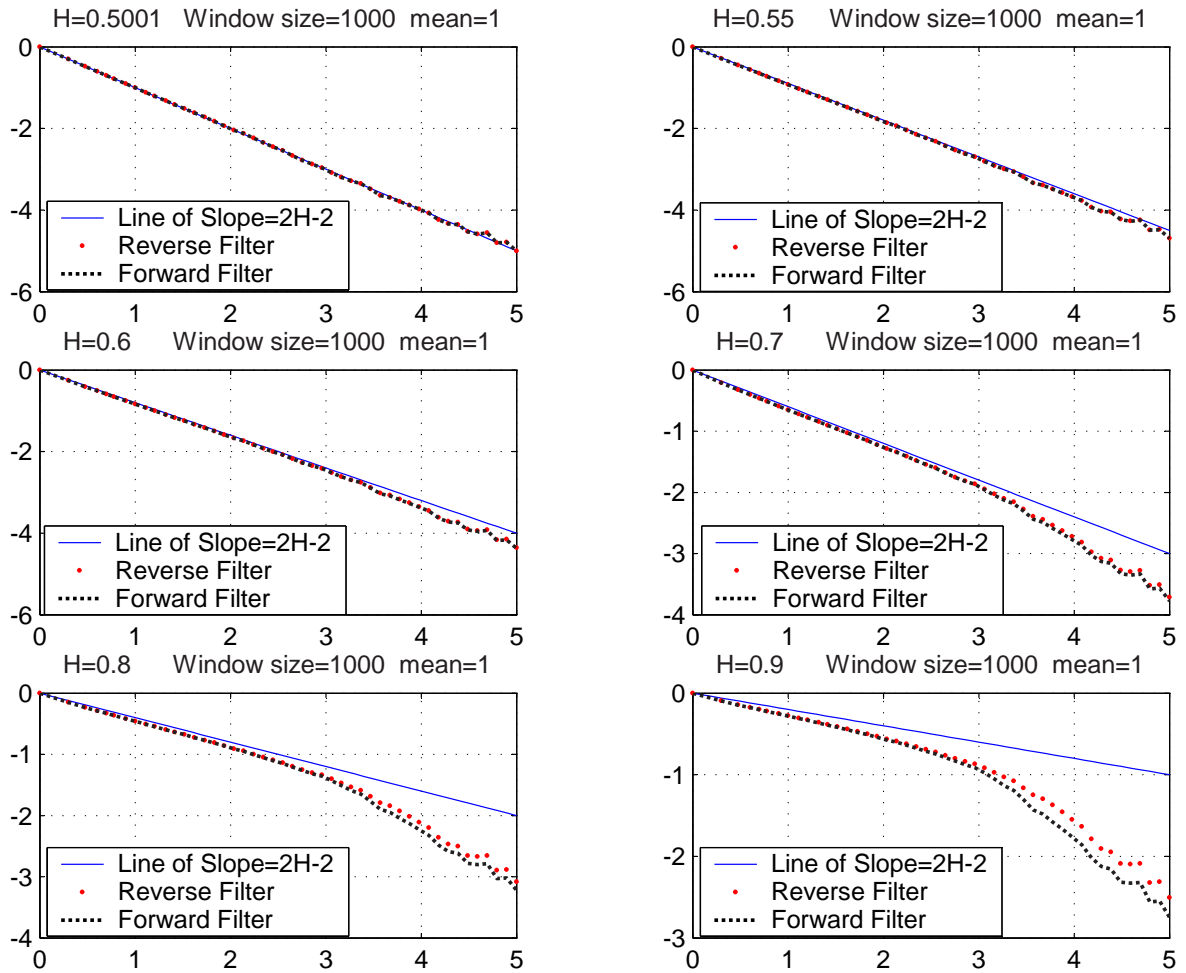 H=0.5001 Window size=1000 mean=1
0
-2
-4
-6
Line of Slope=2H-2
Reverse Filter
Forward Filter
0 1 2 3 4 5
H=0.55 Window size=1000 mean=1
0
-2
-4
-6
Line of Slope=2H-2
Reverse Filter
Forward Filter
0 1 2 3 4 5
H=0.6 Window size=1000 mean=1
0
-2
-4
-6
Line of Slope=2H-2
Reverse Filter
Forward Filter
0 1 2 3 4 5
H=0.7 Window size=1000 mean=1
0
-1
-2
-3
-4
Line of Slope=2H-2
Reverse Filter
Forward Filter
0 1 2 3 4 5
H=0.8 Window size=1000 mean=1
0
-1
-2
-3
-4
Line of Slope=2H-2
Reverse Filter
Forward Filter
0 1 2 3 4 5
H=0.9 Window size=1000 mean=1
0
-1
-2
-3
Line of Slope=2H-2
Reverse Filter
Forward Filter
0 1 2 3 4 5